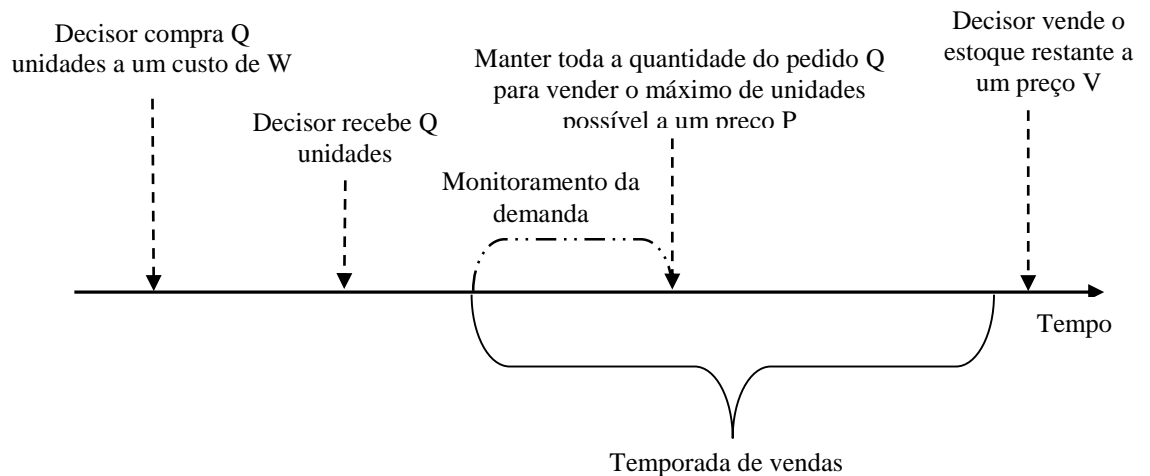 Decisor compra Q
unidades a um custo de W
Decisor recebe Q
unidades
Manter toda a quantidade do pedido Q
para vender o máximo de unidades
possível a um preço P
Monitoramento da
demanda
Decisor vende o
estoque restante a
um preço V
Tempo
Temporada de vendas